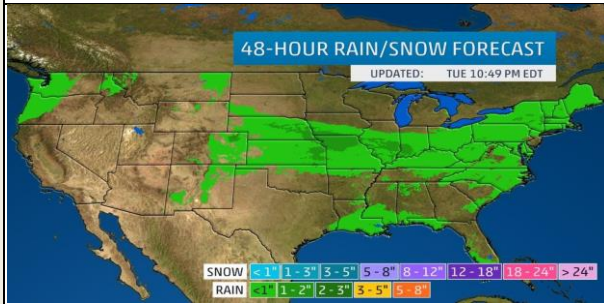 48-HOUR RAIN/SNOW FORECAST
UPDATED: TUE 10:49 PM EDT
SNOW <1" 1 - 3" 3 - 5" 5 - 8" 8 - 12" 12 - 18" 18 - 24" > 24"
RAIN <1" 1 - 2" 2 - 3" 3 - 5" 5 - 8"